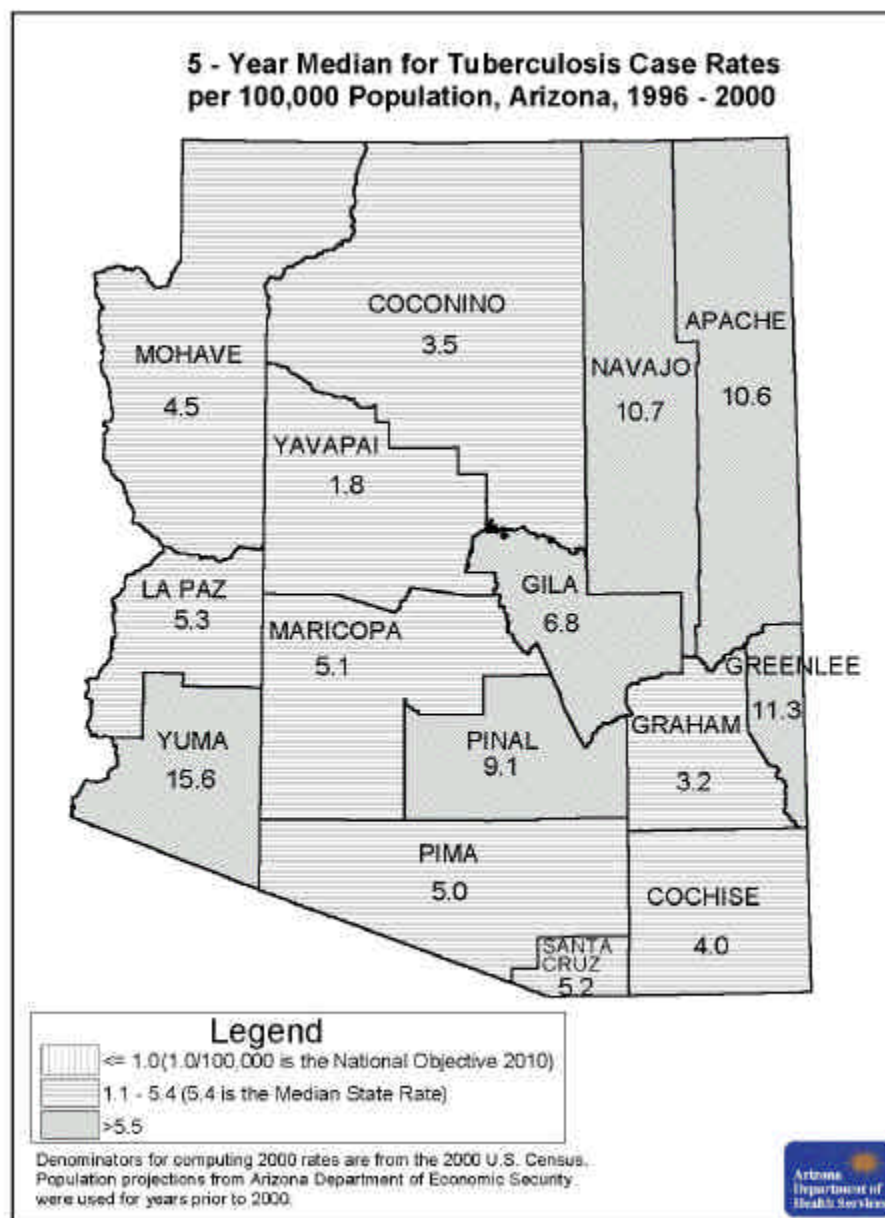 5 - Year Median for Tuberculosis Case Rates
per 100,000 Population, Arizona, 1996 - 2000
COCONINO
3.5
APACHE
10.6
MOHAVE
4.5
NAVAJO
10.7
YAVAPAI
1.8
LA PAZ
5.3
GILA
6.8
MARICOPA
5.1
GREENLEE
11.3
YUMA
15.6
PINAL
9.1
GRAHAM
3.2
PIMA
5.0
COCHISE
4.0
SANTA
CRUZ
5.2
Legend
<= 1.0(1.0/100,000 is the National Objective 2010)
1.1 - 5.4 (5.4 is the Median State Rate)
>5.5
Denominators for computing 2000 rates are from the 2000 U.S. Census.
Population projections from Arizona Department of Economic Security
were used for years prior to 2000.
Arizona
Department of
Health Services